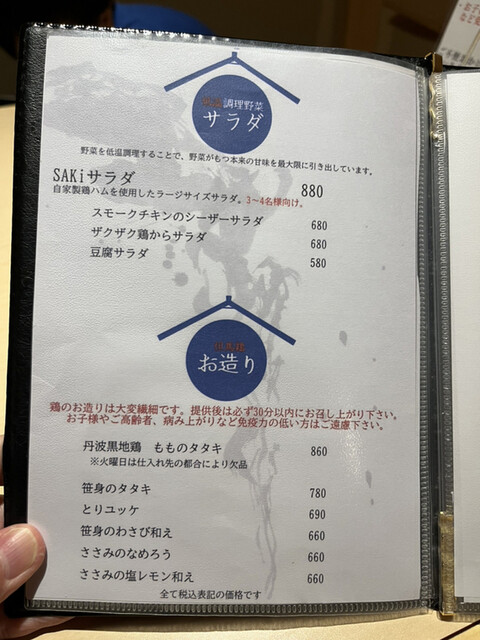 調理野菜
サラダ
野菜を低温調理することで、野菜がもつ本来の甘味を最大限に引き出しています。
SAKiサラダ 880
自家製鶏ハムを使用したラージサイズサラダ。3～4名様向け。
スモークチキンのシーザーサラダ 680
ザクザク鶏からサラダ 680
豆腐サラダ 580
お造り
鶏のお造りは大変繊細です。提供後は必ず30分以内にお召し上がり下さい。
お子様やご高齢者、病み上がりなど免疫力の低い方はご遠慮下さい。
丹波黒地鶏 もものタタキ 860
※火曜日は仕入れ先の都合により欠品
笹身のタタキ 780
とりユッケ 690
笹身のわさび和え 660
ささみのなめろう 660
ささみの塩レモン和え 660
全て税込表記の価格です